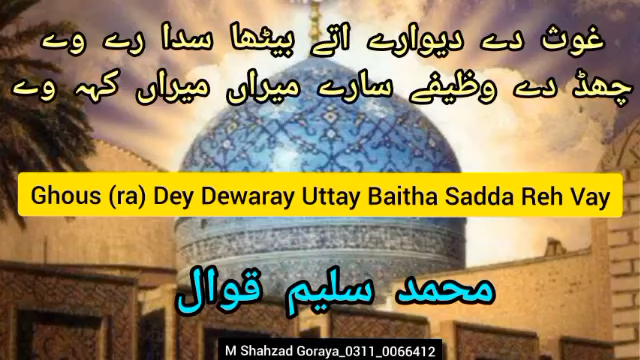 غوث دے دیوارے اتے بیٹھا سدا رے وے
چھڈ دے وظیفے سارے میراں میراں کہہ وے
Ghous (ra) Dey Dewaray Uttay Baitha Sadda Reh Vay
محمد سلیم قوال
M Shahzad Goraya_0311_0066412